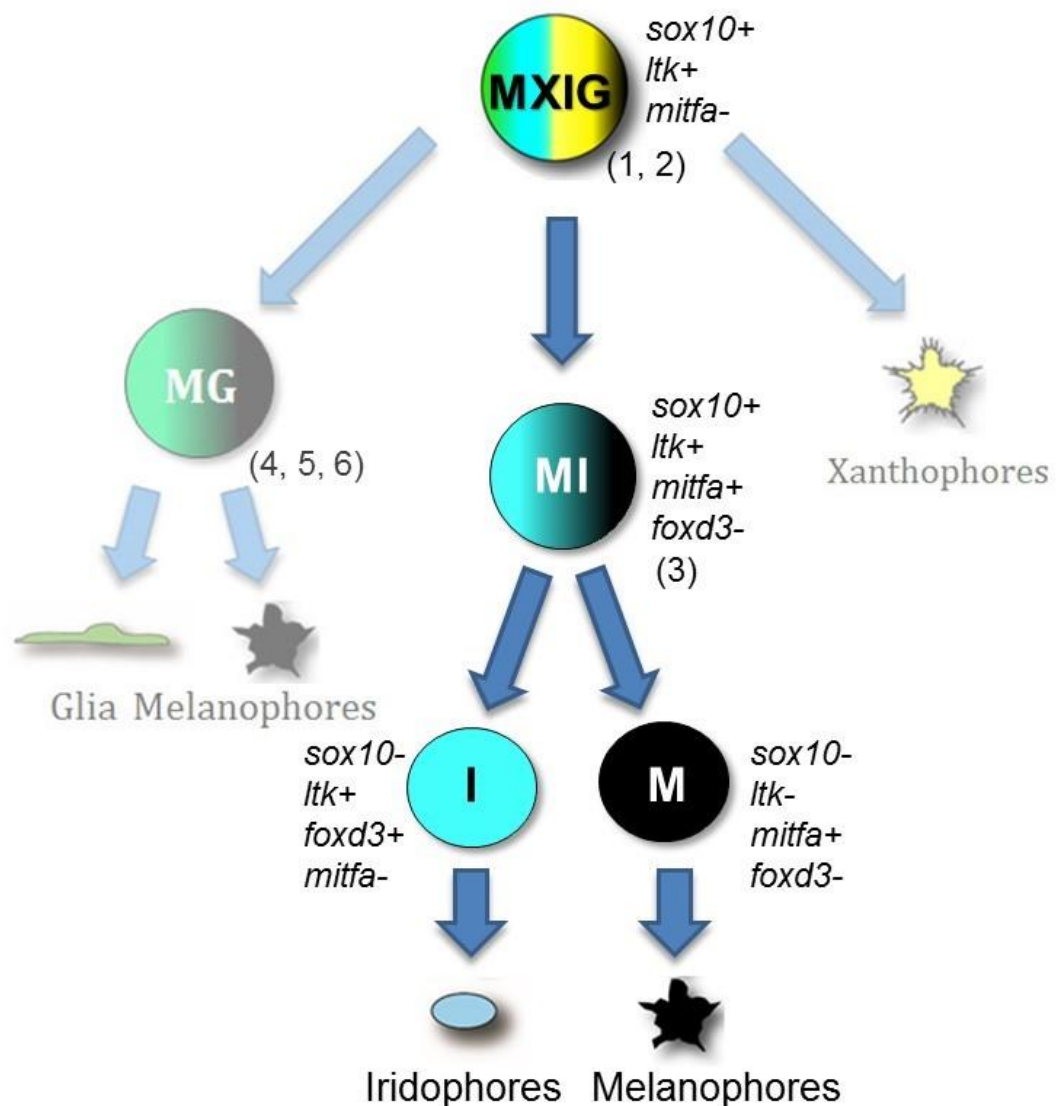 MXIG
sox10+
ltk+
mitfa-
(1, 2)
MG
(4, 5, 6)
MI
sox10+
ltk+
mitfa+
foxd3-
(3)
Xanthophores
Glia Melanophores
sox10-
ltk+
foxd3+
mitfa-
I
M
sox10-
ltk-
mitfa+
foxd3-
Iridophores Melanophores